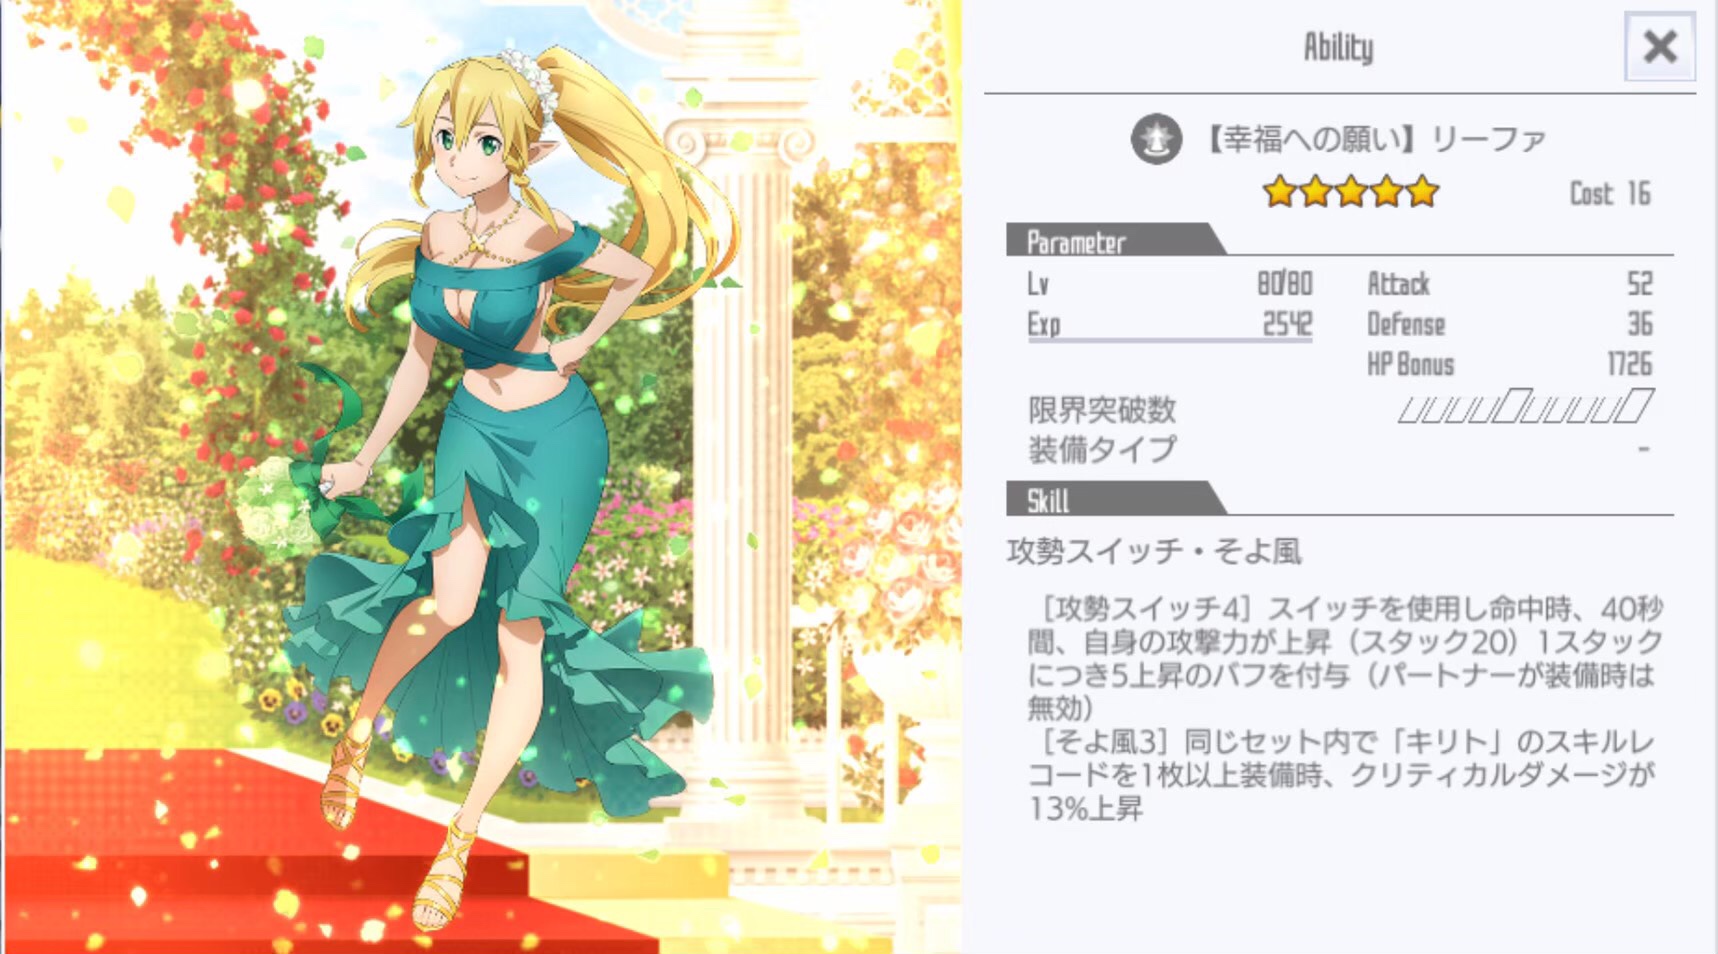 Ability
【幸福への願い】リーファ
Cost 16
Parameter
Lv 80/80
Exp 2542
Attack 52
Defense 36
HP Bonus 1726
限界突破数
装備タイプ -
Skill
攻勢スイッチ・そよ風
［攻勢スイッチ4］スイッチを使用し命中時、40秒
間、自身の攻撃力が上昇（スタック20）1スタック
につき5上昇のバフを付与（パートナーが装備時は
無効）
［そよ風3］同じセット内で「キリト」のスキルレ
コードを1枚以上装備時、クリティカルダメージが
13%上昇